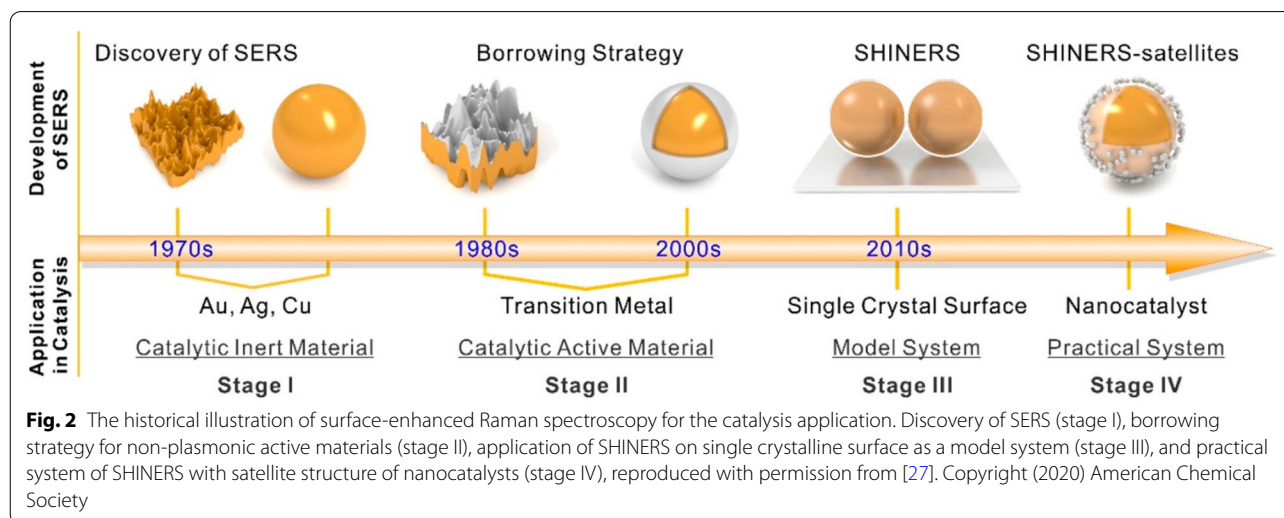 Development
of SERS
Discovery of SERS
Borrowing Strategy
SHINERS
SHINERS-satellites
1970s
1980s
2000s
2010s
Application
in Catalysis
Au, Ag, Cu
Transition Metal
Single Crystal Surface
Nanocatalyst
Catalytic Inert Material
Catalytic Active Material
Model System
Practical System
Stage I
Stage II
Stage III
Stage IV
Fig. 2 The historical illustration of surface-enhanced Raman spectroscopy for the catalysis application. Discovery of SERS (stage I), borrowing
strategy for non-plasmonic active materials (stage II), application of SHINERS on single crystalline surface as a model system (stage III), and practical
system of SHINERS with satellite structure of nanocatalysts (stage IV), reproduced with permission from [27]. Copyright (2020) American Chemical
Society